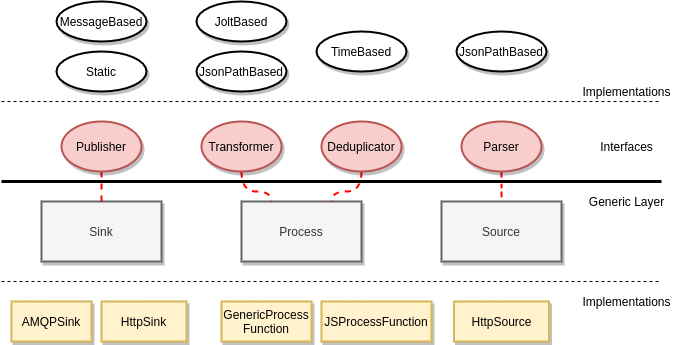 MessageBased
JoltBased
Static
JsonPathBased
TimeBased
JsonPathBased
Implementations
Publisher
Transformer
Deduplicator
Parser
Interfaces
Generic Layer
Sink
Process
Source
Implementations
AMQPSink
HttpSink
GenericProcess
Function
JSProcessFunction
HttpSource